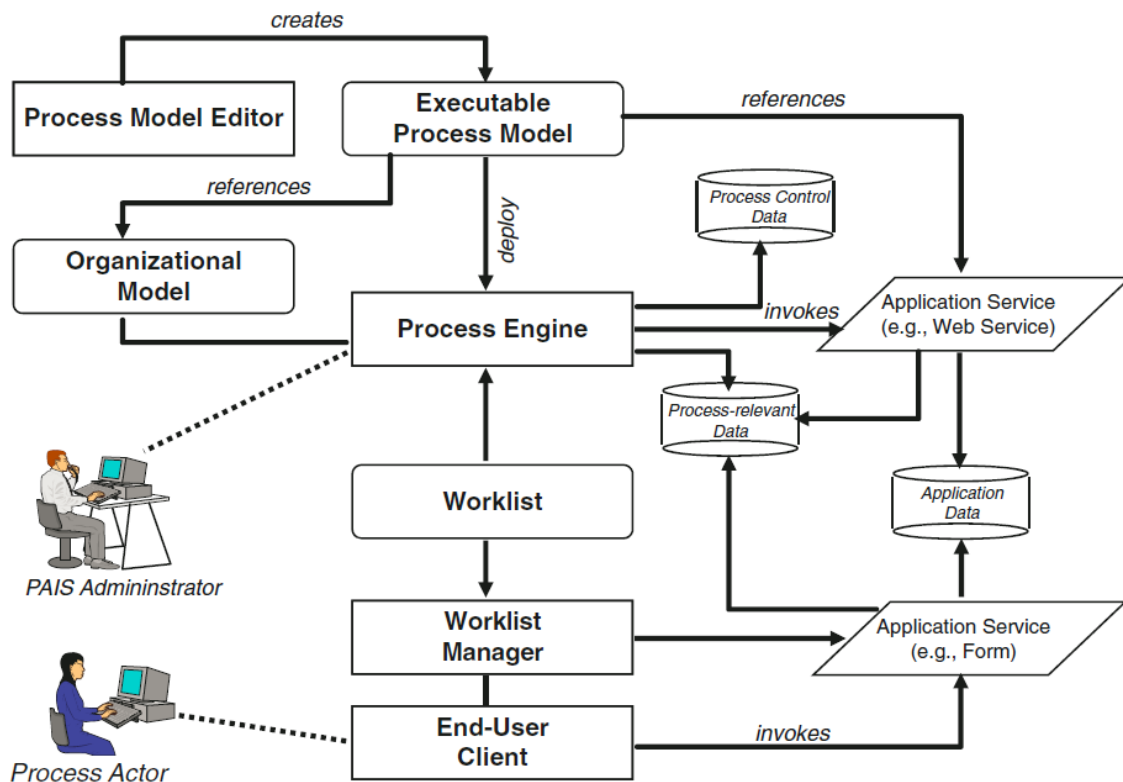 creates
Process Model Editor
Executable
Process Model
references
references
deploy
Process Control
Data
Organizational
Model
Process Engine
invokes
Application Service
(e.g., Web Service)
Process-relevant
Data
Worklist
Application
Data
PAIS Admininstrator
Worklist
Manager
Application Service
(e.g., Form)
End-User
Client
invokes
Process Actor